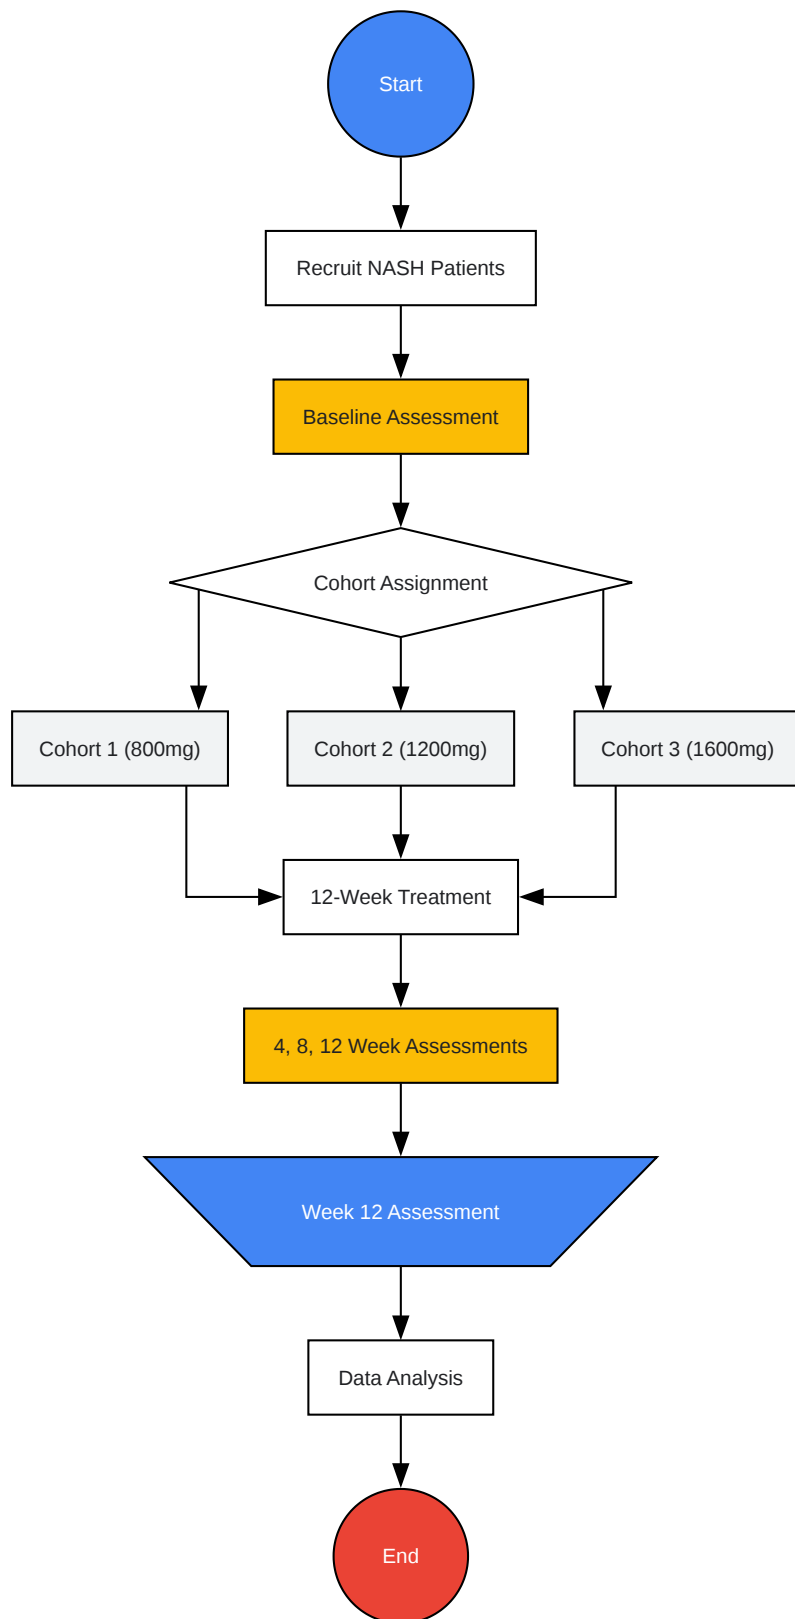 Start
Recruit NASH Patients
Baseline Assessment
Cohort Assignment
Cohort 1 (800mg)
Cohort 2 (1200mg)
Cohort 3 (1600mg)
12-Week Treatment
4, 8, 12 Week Assessments
Week 12 Assessment
Data Analysis
End